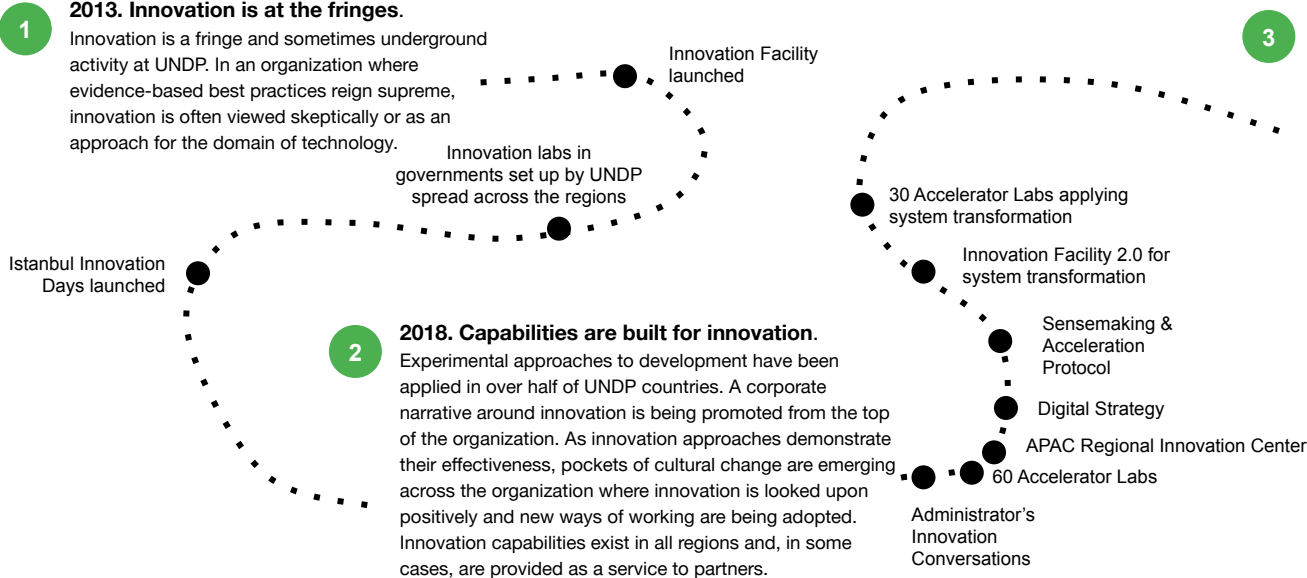 1
2013. Innovation is at the fringes.
Innovation is a fringe and sometimes underground
activity at UNDP. In an organization where
evidence-based best practices reign supreme,
innovation is often viewed skeptically or as an
approach for the domain of technology.
Innovation Facility
launched
Innovation labs in
governments set up by UNDP
spread across the regions
Istanbul Innovation
Days launched
2
2018. Capabilities are built for innovation.
Experimental approaches to development have been
applied in over half of UNDP countries. A corporate
narrative around innovation is being promoted from the top
of the organization. As innovation approaches demonstrate
their effectiveness, pockets of cultural change are emerging
across the organization where innovation is looked upon
positively and new ways of working are being adopted.
Innovation capabilities exist in all regions and, in some
cases, are provided as a service to partners.
Administrator’s
Innovation
Conversations
60 Accelerator Labs
APAC Regional Innovation Center
Digital Strategy
Sensemaking &
Acceleration
Protocol
Innovation Facility 2.0 for
system transformation
30 Accelerator Labs applying
system transformation
3